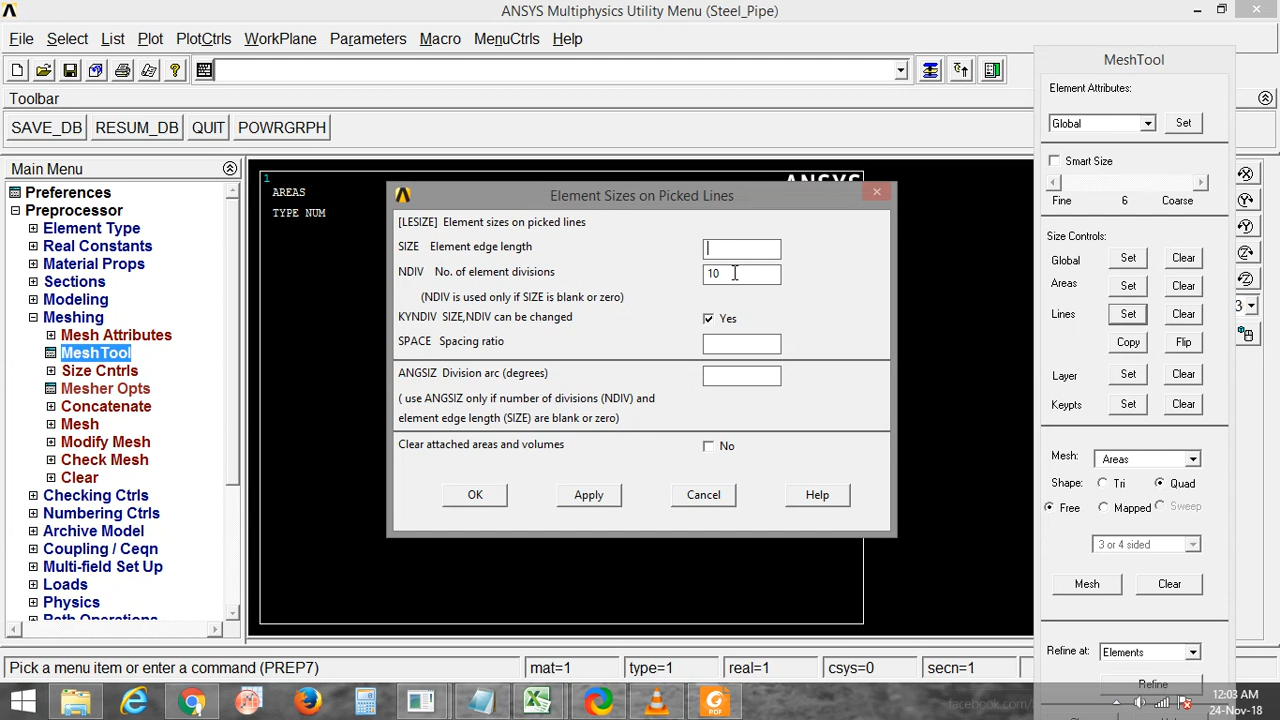 ANSYS Multiphysics Utility Menu (Steel_Pipe)
File Select List Plot PlotCtrls WorkPlane Parameters Macro MenuCtrls Help
Toolbar
SAVE_DB RESUM_DB QUIT POWRGRPH
Main Menu
Preferences
Preprocessor
Element Type
Real Constants
Material Props
Sections
Modeling
Meshing
Mesh Attributes
MeshTool
Size Cntrls
Mesher Opts
Concatenate
Mesh
Modify Mesh
Check Mesh
Clear
Checking Ctrls
Numbering Ctrls
Archive Model
Coupling / Ceqn
Multi-field Set Up
Loads
Physics
Path Operations
1
AREAS
TYPE NUM
ANSYS
Element Sizes on Picked Lines
[LESIZE] Element sizes on picked lines
SIZE Element edge length
NDIV No. of element divisions 10
(NDIV is used only if SIZE is blank or zero)
KYNDIV SIZE,NDIV can be changed Yes
SPACE Spacing ratio
ANGSIZ Division arc (degrees)
( use ANGSIZ only if number of divisions (NDIV) and
element edge length (SIZE) are blank or zero)
Clear attached areas and volumes No
OK Apply Cancel Help
MeshTool
Element Attributes:
Global Set
Smart Size
Fine 6 Coarse
Size Controls:
Global Set Clear
Areas Set Clear
Lines Set Clear
Copy Flip
Layer Set Clear
Keypts Set Clear
Mesh: Areas
Shape: Tri Quad
Free Mapped Sweep
3 or 4 sided
Mesh Clear
Refine at: Elements
Refine
3
Pick a menu item or enter a command (PREP7) mat=1 type=1 real=1 csys=0 secn=1
PDF
12:03 AM
24-Nov-18